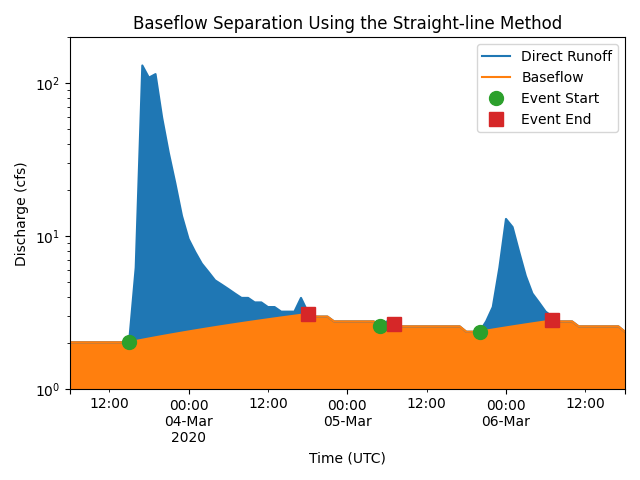 Baseflow Separation Using the Straight-line Method
Direct Runoff
Baseflow
Event Start
Event End
Discharge (cfs)
10²
10¹
10⁰
12:00 00:00 12:00 00:00 12:00 00:00 12:00
04-Mar 05-Mar 06-Mar
2020
Time (UTC)